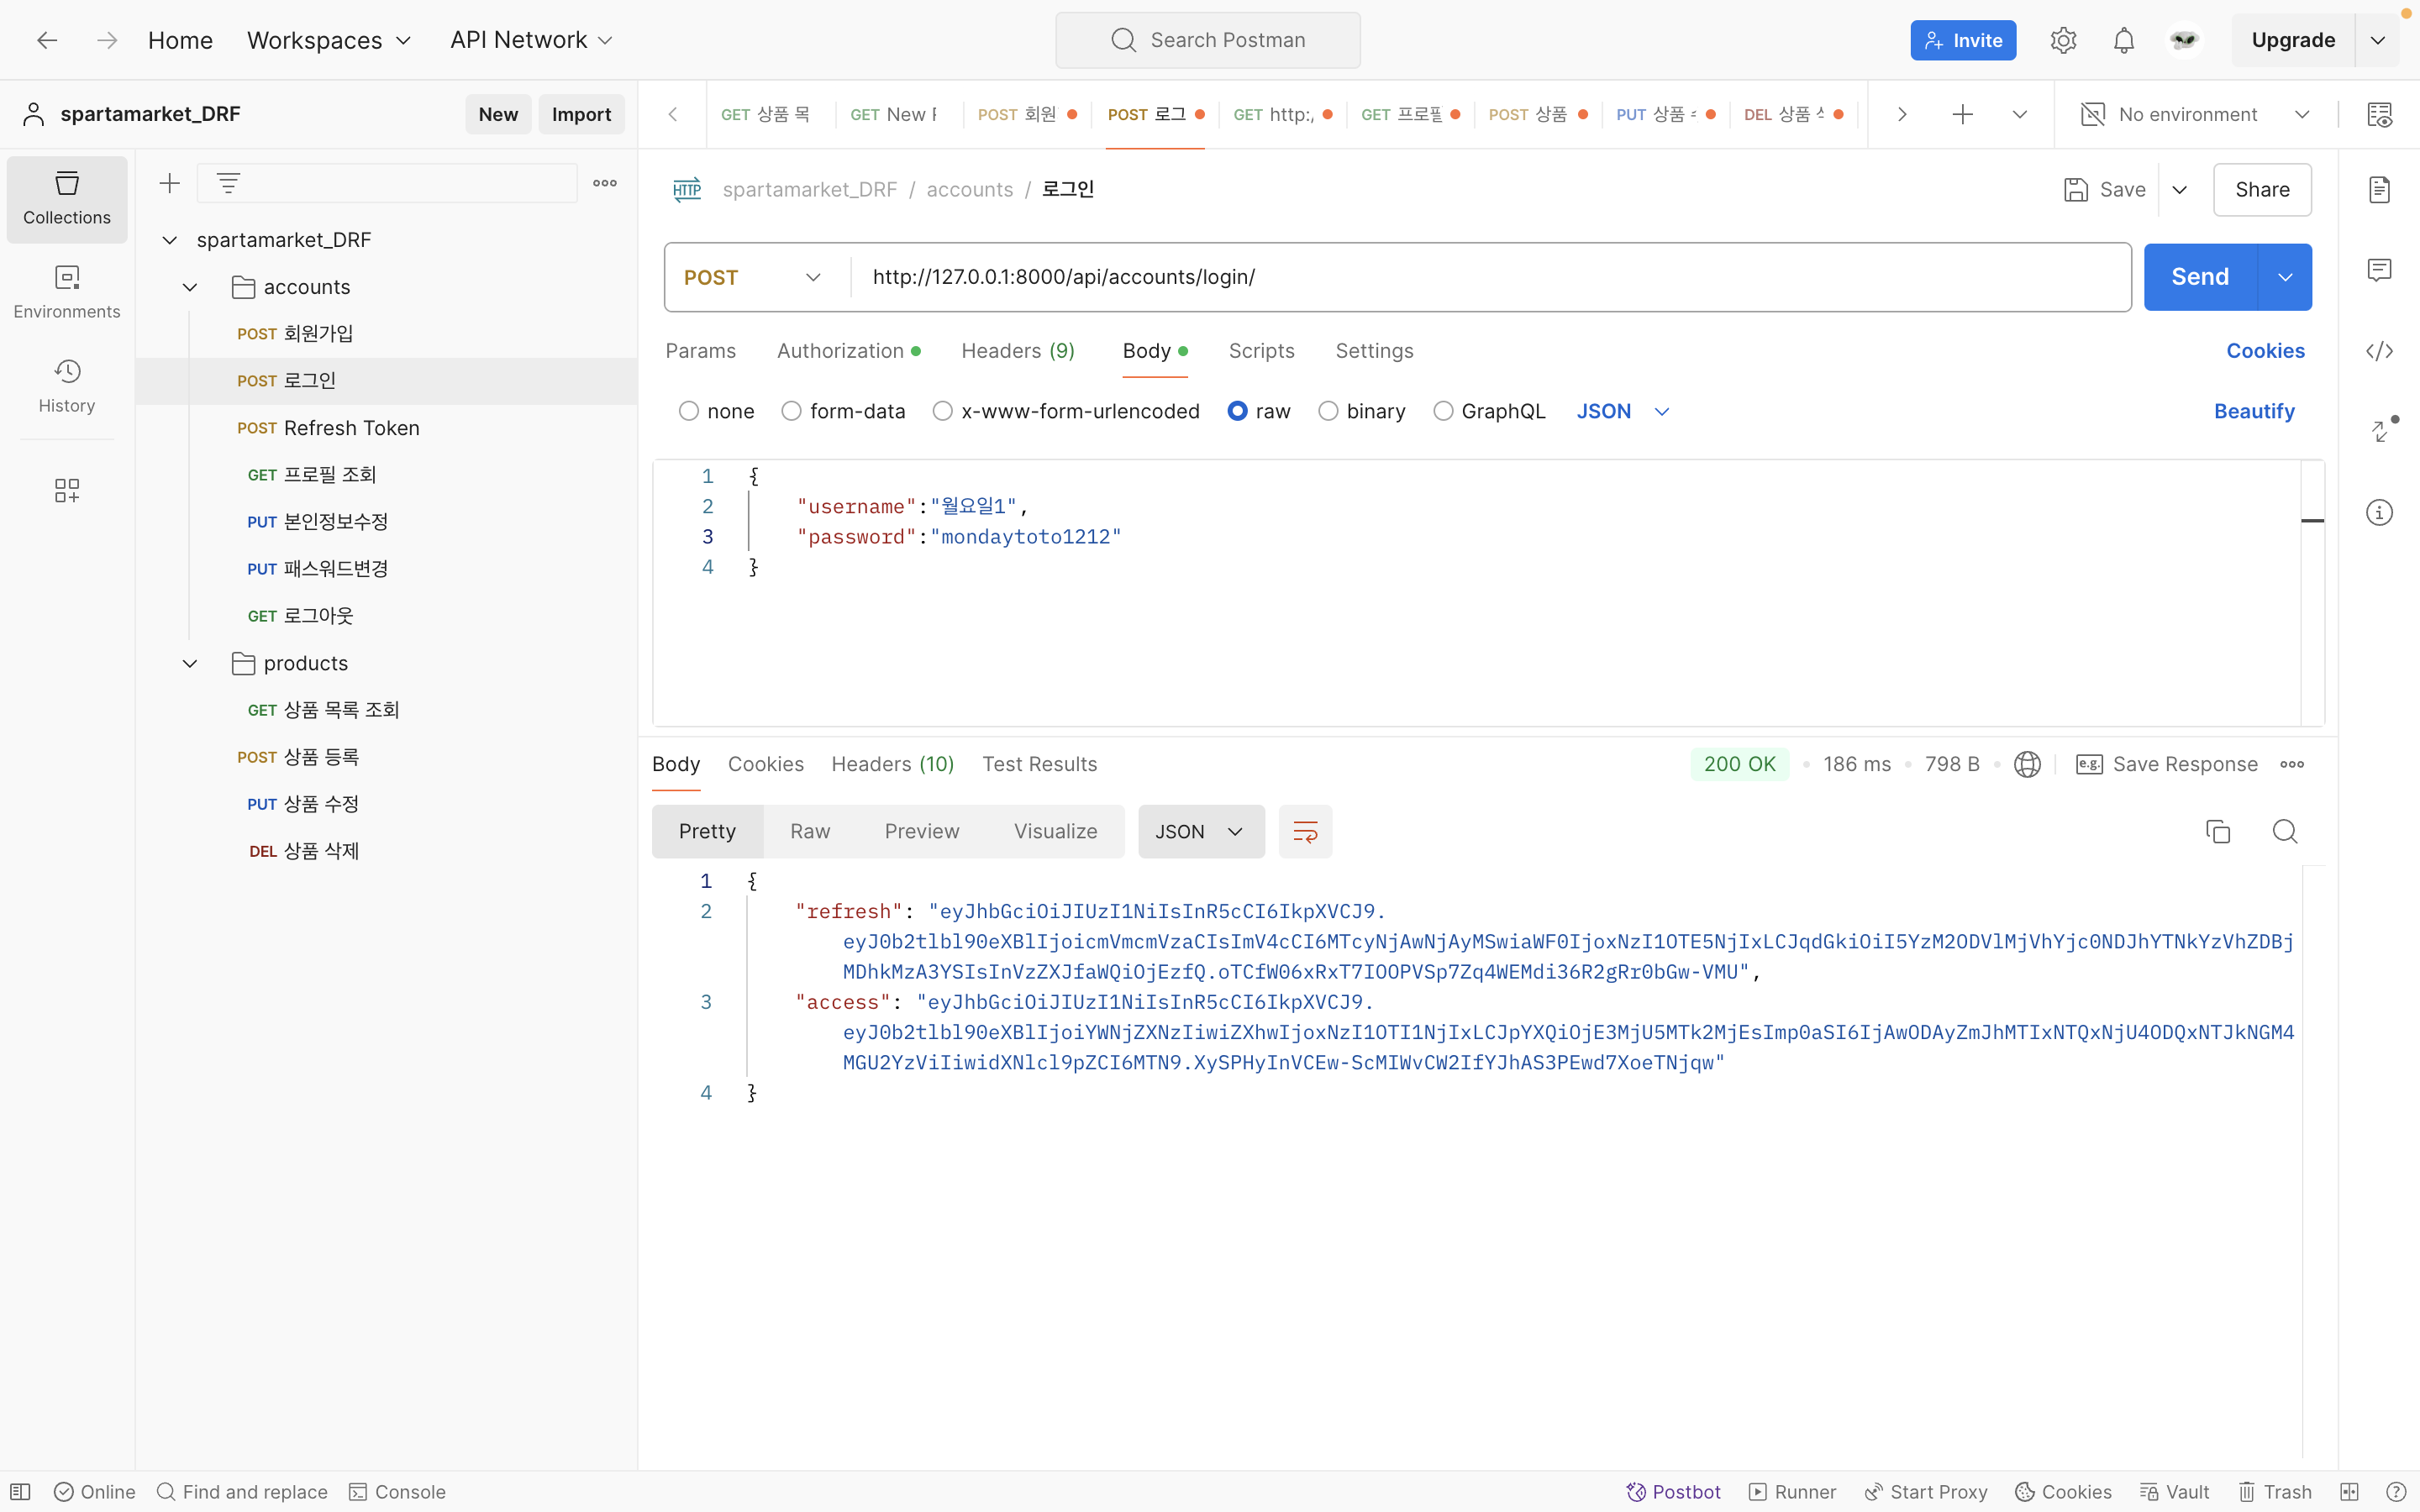 Home Workspaces API Network Search Postman Invite Upgrade
spartamarket_DRF New Import GET 상품 목 GET New POST 회원 POST 로그 GET http:/ GET 프로필 POST 상품 PUT 상품 DEL 상품 No environment
HTTP spartamarket_DRF / accounts / 로그인 Save Share
Collections
Environments
History
spartamarket_DRF
accounts
POST 회원가입
POST 로그인
POST Refresh Token
GET 프로필 조회
PUT 본인정보수정
PUT 패스워드변경
GET 로그아웃
products
GET 상품 목록 조회
POST 상품 등록
PUT 상품 수정
DEL 상품 삭제
POST http://127.0.0.1:8000/api/accounts/login/ Send
Params Authorization Headers (9) Body Scripts Settings Cookies
none form-data x-www-form-urlencoded raw binary GraphQL JSON Beautify
1 {
2 "username":"월요일1",
3 "password":"mondaytoto1212"
4 }
Body Cookies Headers (10) Test Results 200 OK 186 ms 798 B e.g. Save Response
Pretty Raw Preview Visualize JSON
1 {
2 "refresh": "eyJhbGciOiJIUzI1NiIsInR5cCI6IkpXVCJ9.
eyJ0b2tlbl90eXBlIjoicmVmcmVzaCIsImV4cCI6MTcyNjAwNjAyMSwiaWF0IjoxNzI1OTE5NjIxLCJqdGkiOiI5YzM2ODVlMjVhYjc0NDJhYTNkYzVhZDBj
MDhkMzA3YSIsInVzZXJfaWQiOjEzfQ.oTCfW06xRxT7IOOPVSp7Zq4WEMdi36R2gRr0bGw-VMU",
3 "access": "eyJhbGciOiJIUzI1NiIsInR5cCI6IkpXVCJ9.
eyJ0b2tlbl90eXBlIjoiYWNjZXNzIiwiZXhwIjoxNzI1OTI1NjIxLCJpYXQiOjE3MjU5MTk2MjEsImp0aSI6IjAwODAyZmJhMTIxNTQxNjU4ODQxNTJkNGM4
MGU2YzViIiwidXNlcl9pZCI6MTN9.XySPHyInVCEw-ScMIWvCW2IfYJhAS3PEwd7XoeTNjqw"
4 }
Online Find and replace Console Postbot Runner Start Proxy Cookies Vault Trash